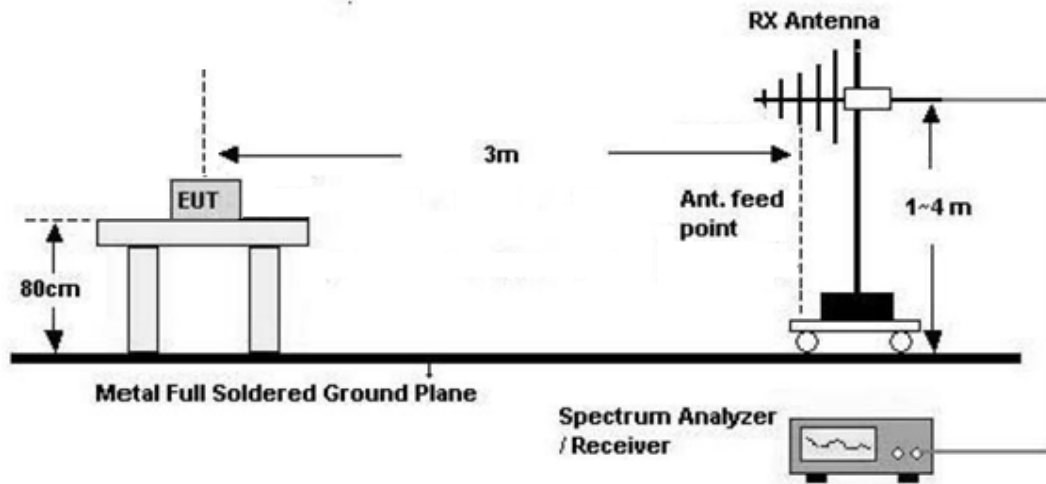 RX Antenna
3m
EUT
Ant. feed
point
1~4 m
80cm
Metal Full Soldered Ground Plane
Spectrum Analyzer
/ Receiver